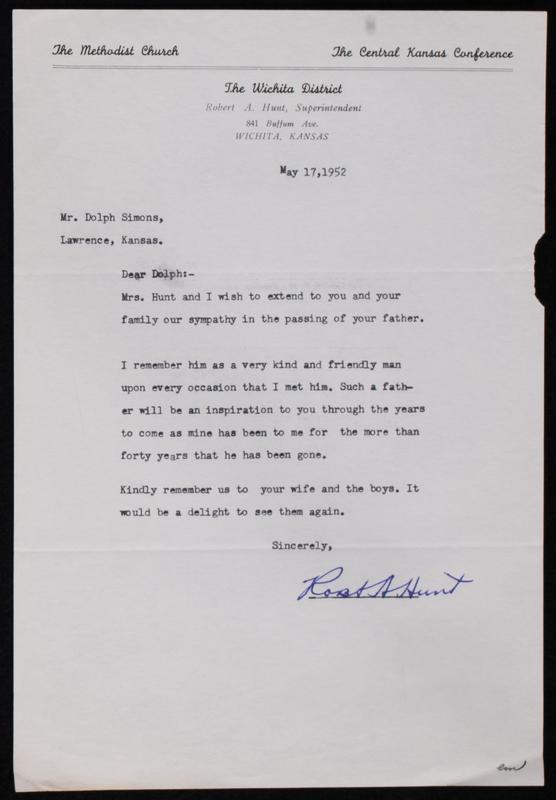 The Methodist Church
The Central Kansas Conference
The Wichita District
Robert A. Hunt, Superintendent
841 Buffum Ave.
WICHITA, KANSAS
May 17,1952
Mr. Dolph Simons,
Lawrence, Kansas.
Dear Dolph:-
Mrs. Hunt and I wish to extend to you and your
family our sympathy in the passing of your father.
I remember him as a very kind and friendly man
upon every occasion that I met him. Such a fath-
er will be an inspiration to you through the years
to come as mine has been to me for the more than
forty years that he has been gone.
Kindly remember us to your wife and the boys. It
would be a delight to see them again.
Sincerely,
Robt A Hunt